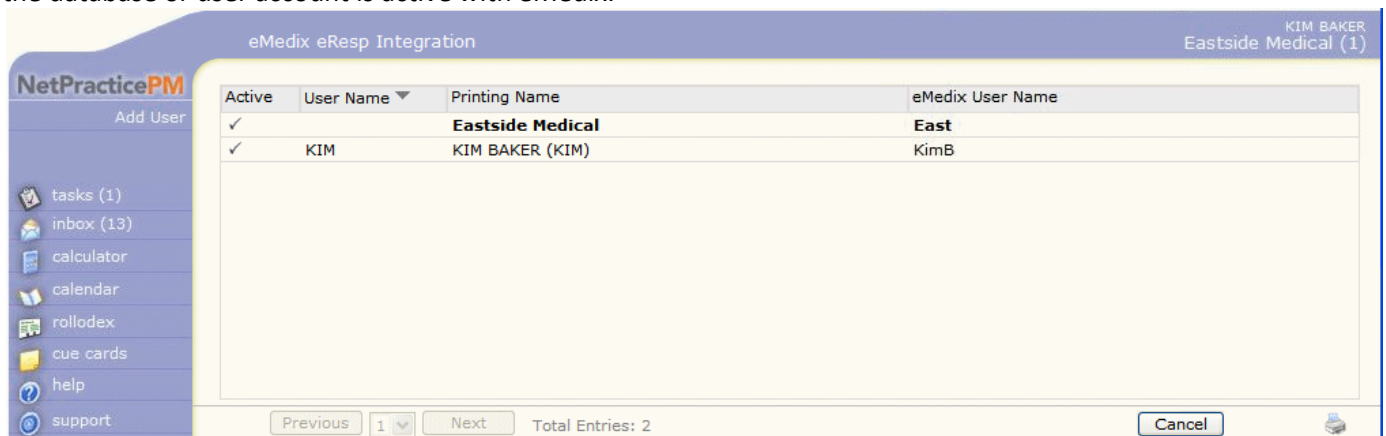 the database or user account is active with eMedix.
eMedix eResp Integration
KIM BAKER
Eastside Medical (1)
NetPracticePM
Add User
tasks (1)
inbox (13)
calculator
calendar
rollodex
cue cards
help
support
Active User Name Printing Name eMedix User Name
✓ Eastside Medical East
✓ KIM KIM BAKER (KIM) KimB
Previous 1 Next Total Entries: 2 Cancel